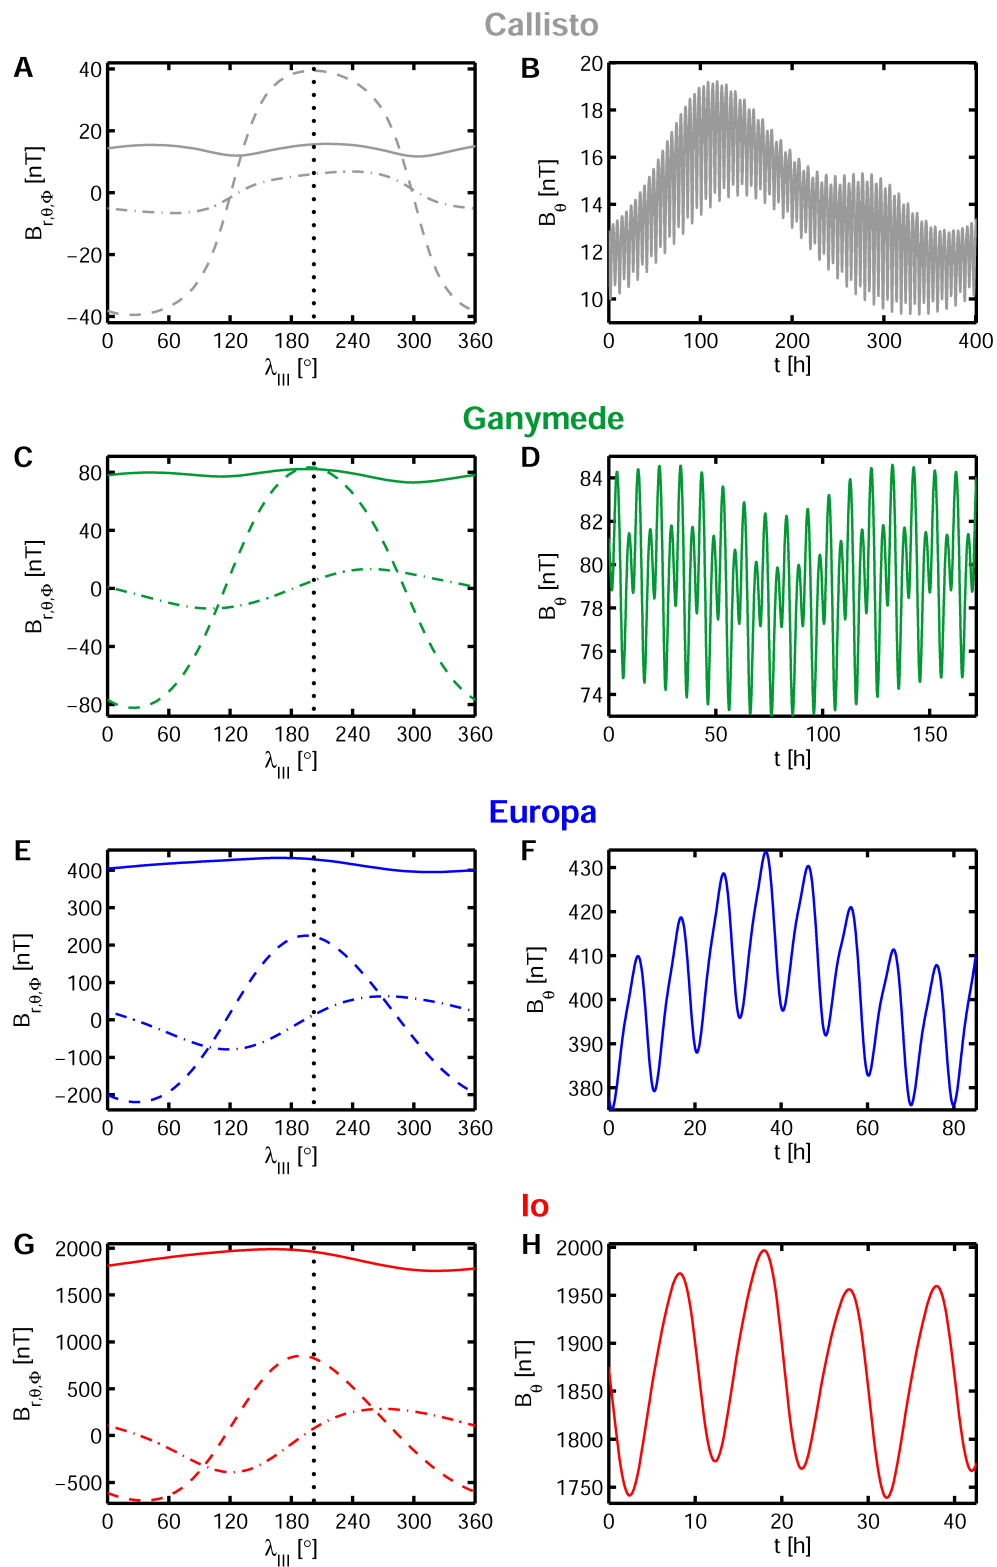 Callisto
A
B
40
20
0
−20
−40
B_{r,θ,Φ} [nT]
0 60 120 180 240 300 360
λ_{III} [°]
20
18
16
14
12
10
B_θ [nT]
0 100 200 300 400
t [h]
Ganymede
C
D
80
40
0
−40
−80
B_{r,θ,Φ} [nT]
0 60 120 180 240 300 360
λ_{III} [°]
84
82
80
78
76
74
B_θ [nT]
0 50 100 150
t [h]
Europa
E
F
400
300
200
100
0
−100
−200
B_{r,θ,Φ} [nT]
0 60 120 180 240 300 360
λ_{III} [°]
430
420
410
400
390
380
B_θ [nT]
0 20 40 60 80
t [h]
Io
G
H
2000
1500
1000
500
0
−500
B_{r,θ,Φ} [nT]
0 60 120 180 240 300 360
λ_{III} [°]
2000
1950
1900
1850
1800
1750
B_θ [nT]
0 10 20 30 40
t [h]